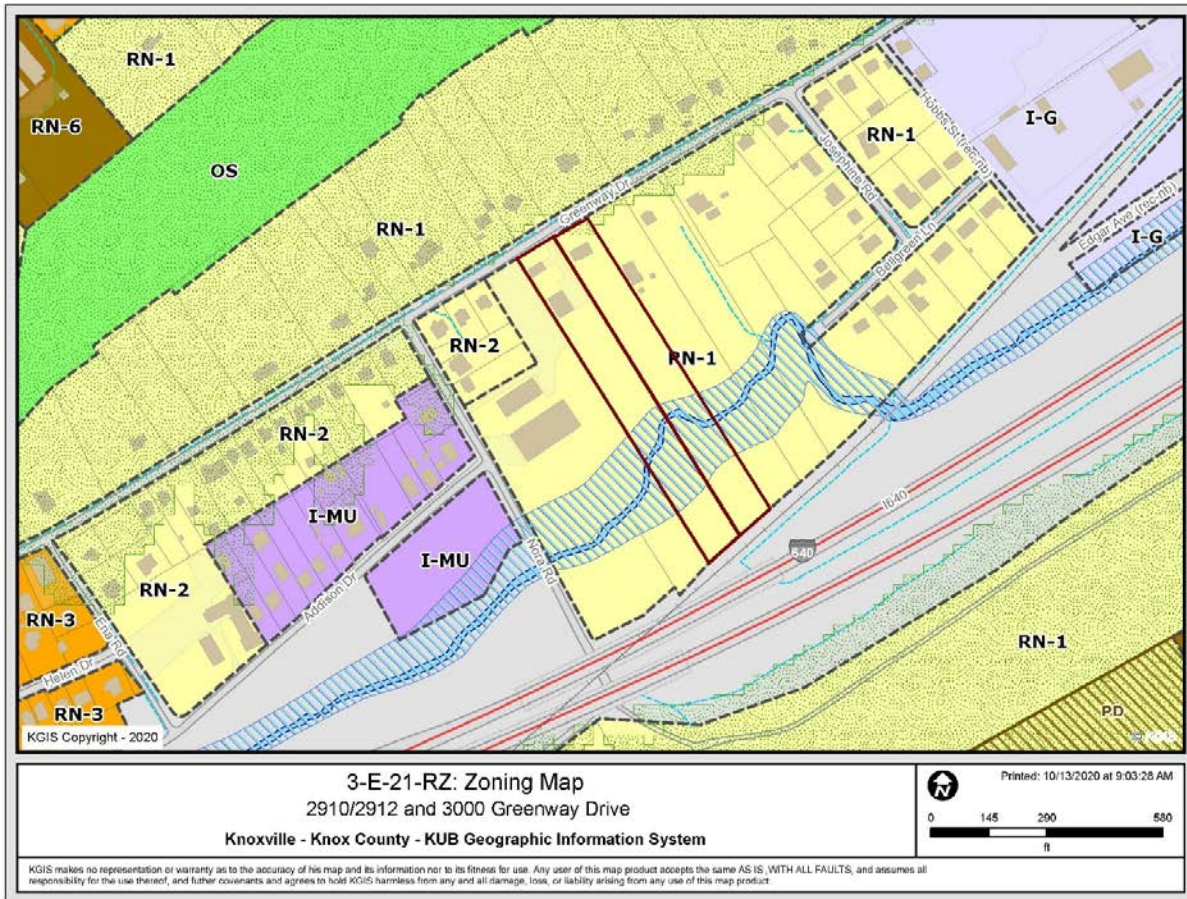 RN-1
RN-6
OS
RN-1
Greenway Dr
RN-1
Josephine Rd
Hobbs St (rec.nb)
I-G
Edgar Ave (rec-nb)
I-G
Bellgreen Ln
RN-2
RN-1
RN-2
I-MU
I-MU
Nora Rd
Addison Dr
RN-2
Ena Rd
RN-3
Helen Dr
RN-3
I640
640
RN-1
PD
KGIS Copyright - 2020
© KGIS
3-E-21-RZ: Zoning Map
2910/2912 and 3000 Greenway Drive
Knoxville - Knox County - KUB Geographic Information System
N
Printed: 10/13/2020 at 9:03:28 AM
0 145 290 580
ft
KGIS makes no representation or warranty as to the accuracy of his map and its information nor to its fitness for use. Any user of this map product accepts the same AS IS ,WITH ALL FAULTS, and assumes all
responsibility for the use thereof, and futher covenants and agrees to hold KGIS harmless from any and all damage, loss, or liability arising from any use of this map product.